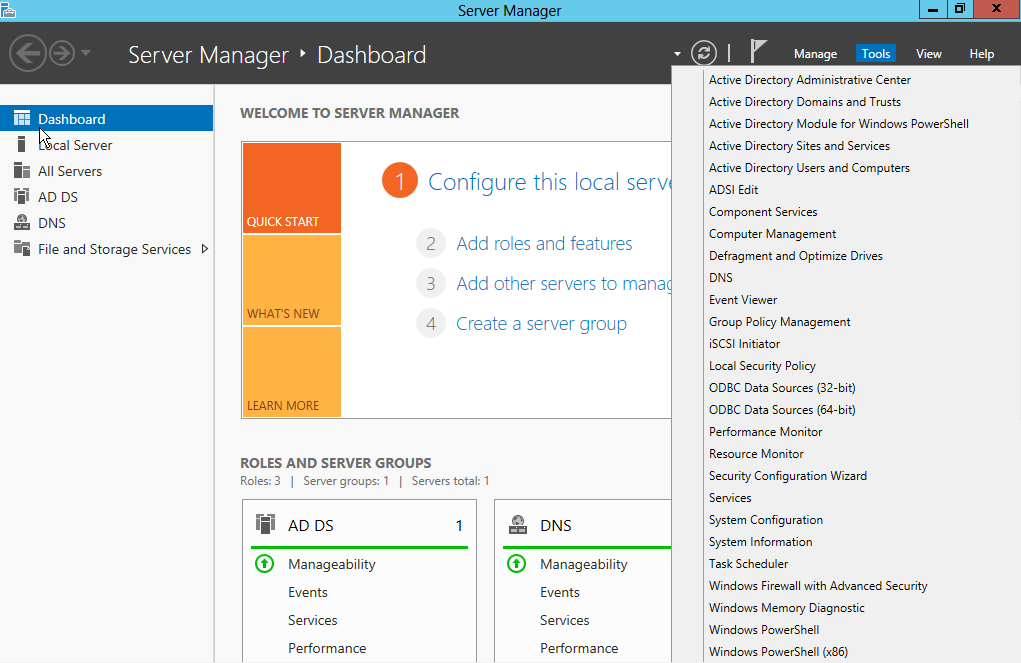 Server Manager
Server Manager ‣ Dashboard
Manage
Tools
View
Help
Dashboard
Local Server
All Servers
AD DS
DNS
File and Storage Services
WELCOME TO SERVER MANAGER
QUICK START
WHAT'S NEW
LEARN MORE
1 Configure this local serve
2 Add roles and features
3 Add other servers to manag
4 Create a server group
ROLES AND SERVER GROUPS
Roles: 3 | Server groups: 1 | Servers total: 1
AD DS 1
Manageability
Events
Services
Performance
DNS
Manageability
Events
Services
Performance
Active Directory Administrative Center
Active Directory Domains and Trusts
Active Directory Module for Windows PowerShell
Active Directory Sites and Services
Active Directory Users and Computers
ADSI Edit
Component Services
Computer Management
Defragment and Optimize Drives
DNS
Event Viewer
Group Policy Management
iSCSI Initiator
Local Security Policy
ODBC Data Sources (32-bit)
ODBC Data Sources (64-bit)
Performance Monitor
Resource Monitor
Security Configuration Wizard
Services
System Configuration
System Information
Task Scheduler
Windows Firewall with Advanced Security
Windows Memory Diagnostic
Windows PowerShell
Windows PowerShell (x86)